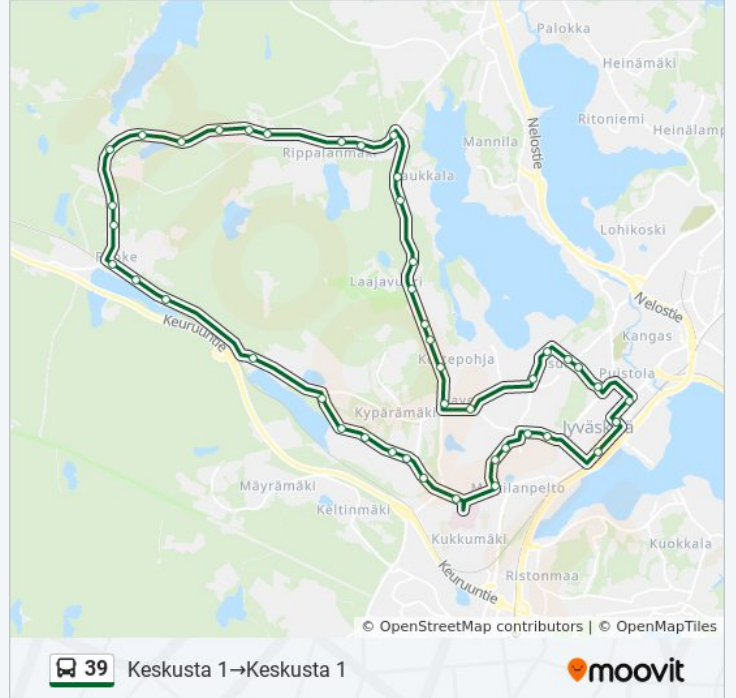 Palokka
Heinämäki
Ritoniemi
Heinälamp
Nelostie
Mannila
Rippalanmäki
aukkala
Lohikoski
Laajavuori
Nelostie
Kangas
Keuruuntie
Puistola
Kypärämäki
Jyväskylä
Mäyrämäki
Keltinmäki
Kukkumäki
Kuokkala
Ristonmaa
Keuruuntie
© OpenStreetMap contributors | © OpenMapTiles
39 Keskusta 1→Keskusta 1
moovit